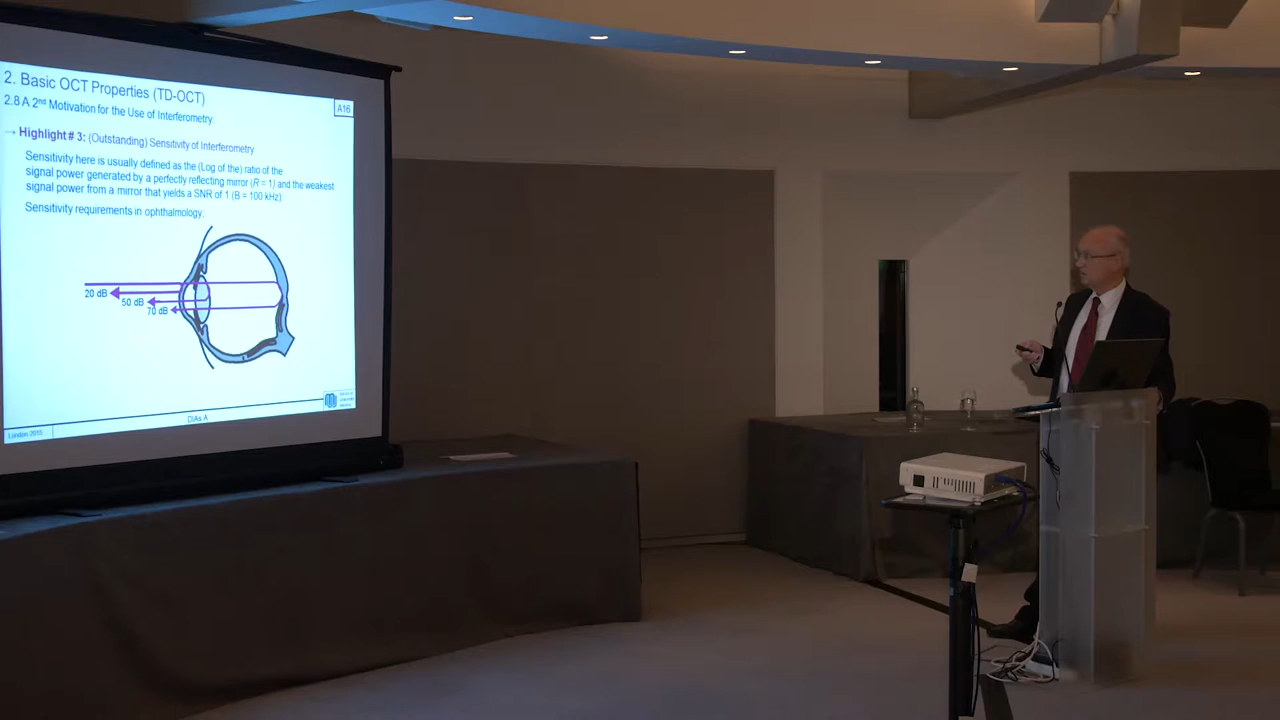 2. Basic OCT Properties (TD-OCT)
A16
2.8 A 2nd Motivation for the Use of Interferometry:
→ Highlight # 3: (Outstanding) Sensitivity of Interferometry
Sensitivity here is usually defined as the (Log of the) ratio of the
signal power generated by a perfectly reflecting mirror (R = 1) and the weakest
signal power from a mirror that yields a SNR of 1 (B = 100 kHz)
Sensitivity requirements in ophthalmology:
20 dB
50 dB
70 dB
DIAs A
London 2015